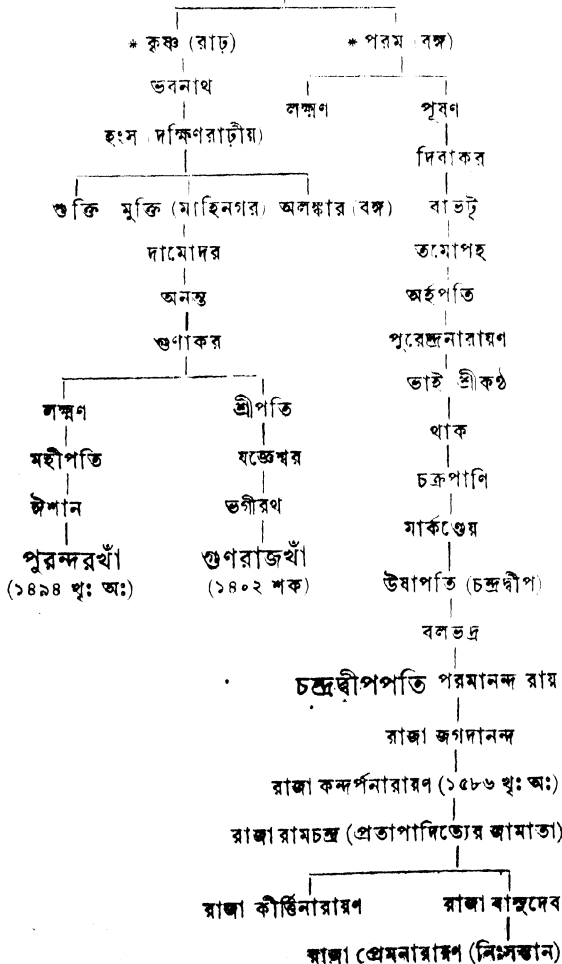 * কৃষ্ণ (রাঢ়) * পরম (বঙ্গ)
ভবনাথ
লক্ষ্মণ পূষণ
হংস (দক্ষিণরাঢ়ীয়)
দিবাকর
শুক্তি মুক্তি (মাহিনগর) অলঙ্কার (বঙ্গ) বাভট্
দামোদর তমোপহ
অনন্ত অর্হপতি
গুণাকর পুরেন্দ্রনারায়ণ
ভাই শ্রীকণ্ঠ
লক্ষ্মণ শ্রীপতি
থাক
মহীপতি যজ্ঞেশ্বর
চক্রপাণি
ঈশান ভগীরথ
মার্কণ্ডেয়
পুরন্দরখাঁ গুণরাজখাঁ
(১৪৯৪ খৃঃ অঃ) (১৪০২ শক) উষাপতি (চন্দ্রদ্বীপ)
বলভদ্র
চন্দ্রদ্বীপপতি পরমানন্দ রায়
রাজা জগদানন্দ
রাজা কন্দর্পনারায়ণ (১৫৮৬ খৃঃ অঃ)
রাজা রামচন্দ্র (প্রতাপাদিত্যের জামাতা)
রাজা কীর্ত্তিনারায়ণ রাজা বাসুদেব
রাজা প্রেমনারায়ণ (নিঃসন্তান)